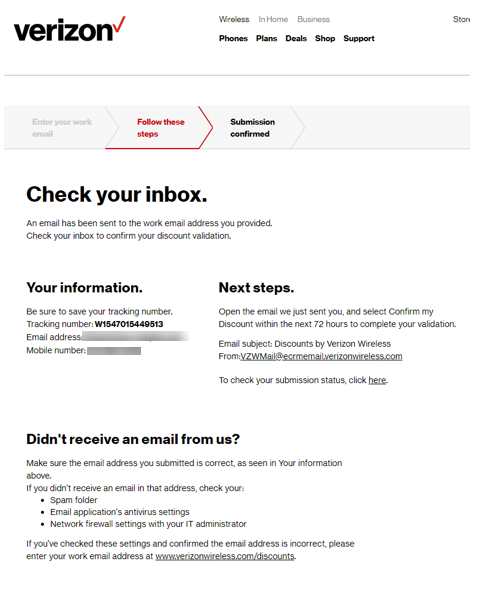 verizon
Wireless In Home Business Store
Phones Plans Deals Shop Support
Enter your work email
Follow these steps
Submission confirmed
Check your inbox.
An email has been sent to the work email address you provided.
Check your inbox to confirm your discount validation.
Your information.
Be sure to save your tracking number.
Tracking number: W1547015449513
Email address:
Mobile number:
Next steps.
Open the email we just sent you, and select Confirm my
Discount within the next 72 hours to complete your validation.
Email subject: Discounts by Verizon Wireless
From:VZWMail@ecrmemail.verizonwireless.com
To check your submission status, click here.
Didn't receive an email from us?
Make sure the email address you submitted is correct, as seen in Your information
above.
If you didn't receive an email in that address, check your:
• Spam folder
• Email application's antivirus settings
• Network firewall settings with your IT administrator
If you've checked these settings and confirmed the email address is incorrect, please
enter your work email address at www.verizonwireless.com/discounts.